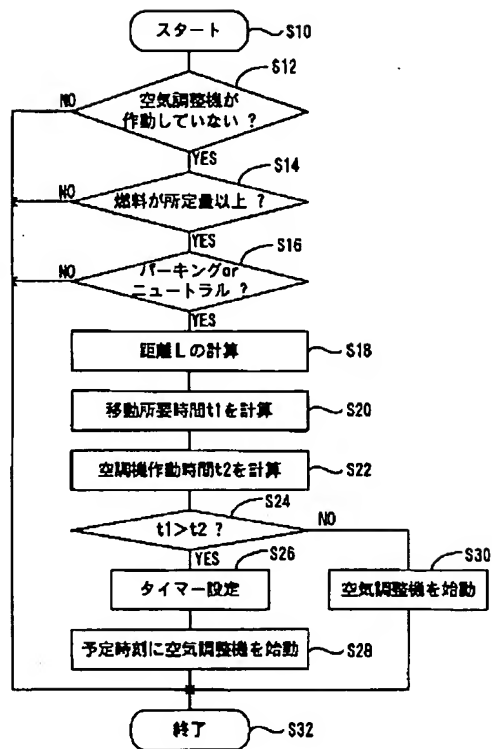 スタート
S10
S12
空気調整機が
作動していない ?
NO
YES
S14
燃料が所定量以上 ?
NO
YES
S16
パーキングor
ニュートラル ?
NO
YES
距離Lの計算
S18
移動所要時間t1を計算
S20
空調機作動時間t2を計算
S22
S24
t1>t2 ?
NO
YES
S26
タイマー設定
S30
空気調整機を始動
予定時刻に空気調整機を始動
S28
終了
S32